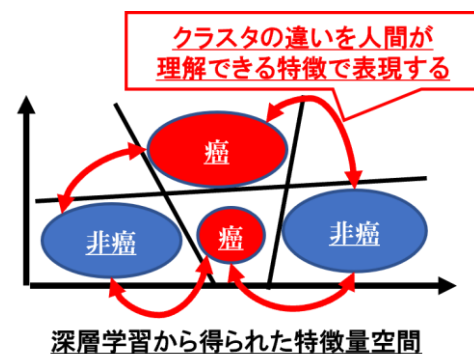 クラスタの違いを人間が
理解できる特徴で表現する
癌
非癌
癌
非癌
深層学習から得られた特徴量空間